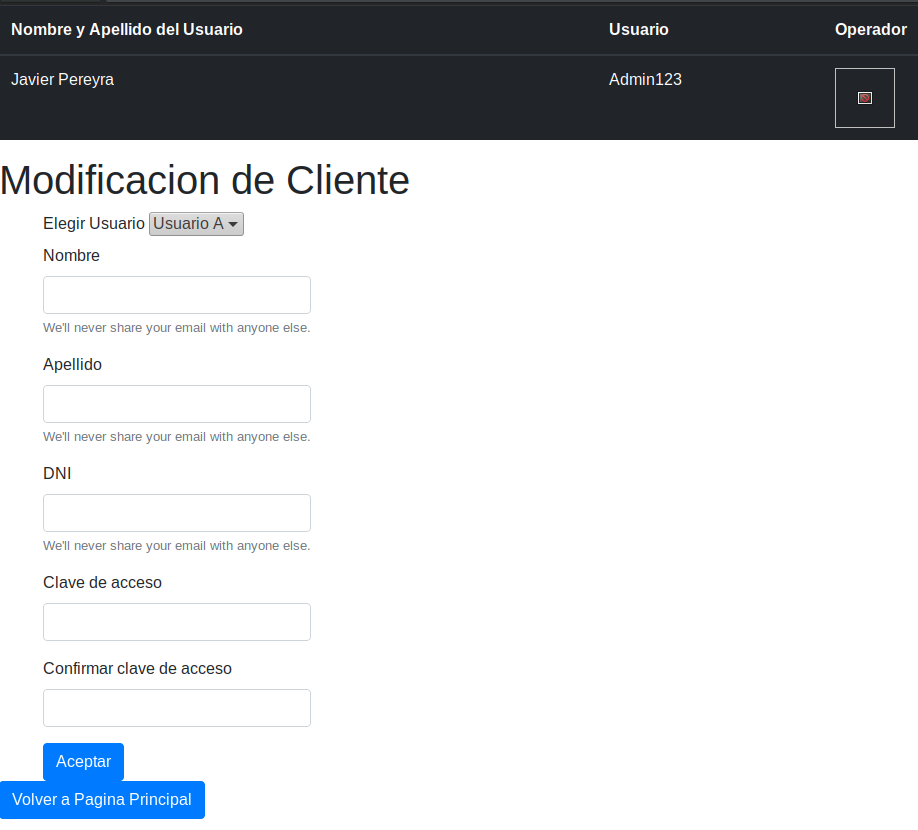 Nombre y Apellido del Usuario Usuario Operador
Javier Pereyra Admin123
Modificacion de Cliente
Elegir Usuario Usuario A
Nombre
We'll never share your email with anyone else.
Apellido
We'll never share your email with anyone else.
DNI
We'll never share your email with anyone else.
Clave de acceso
Confirmar clave de acceso
Aceptar
Volver a Pagina Principal